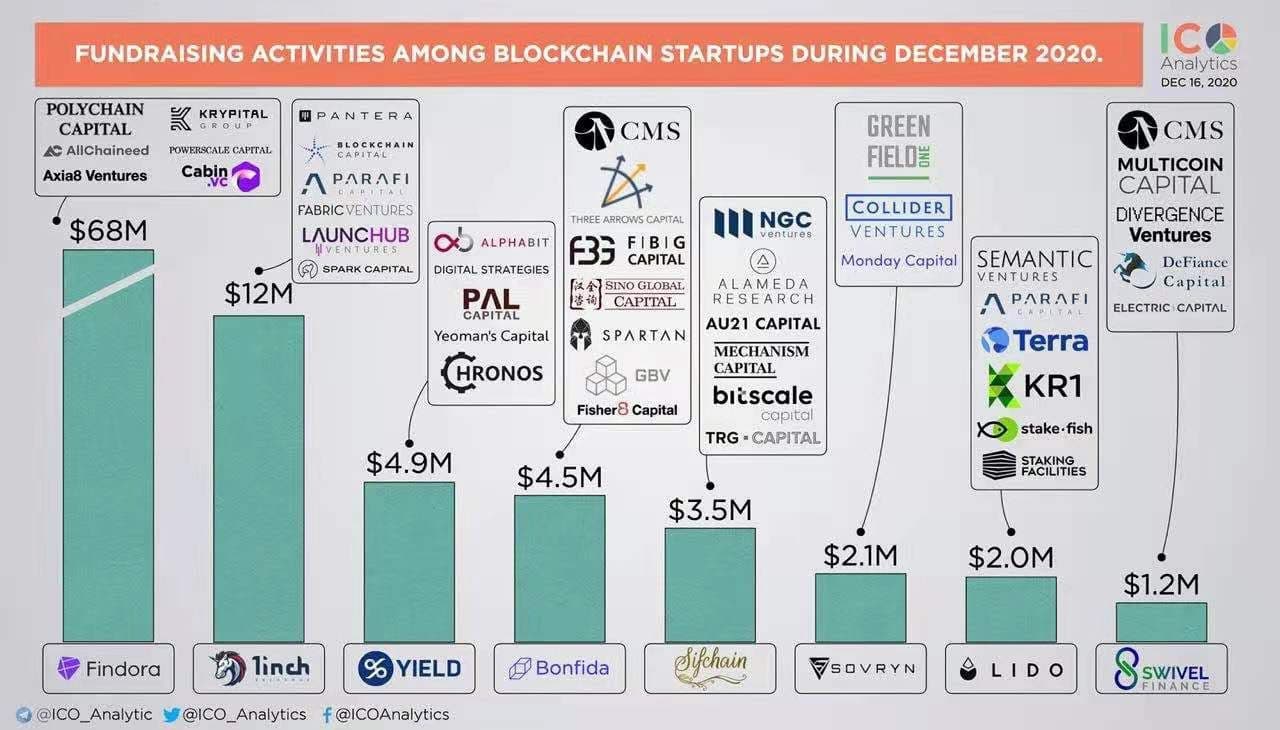 FUNDRAISING ACTIVITIES AMONG BLOCKCHAIN STARTUPS DURING DECEMBER 2020.
ICO
Analytics
DEC 16, 2020
POLYCHAIN
CAPITAL
KRYPITAL
GROUP
AllChaineed
POWERSCALE CAPITAL
Axia8 Ventures
Cabin
.vc
$68M
Findora
PANTERA
BLOCKCHAIN
CAPITAL
PARAFI
CAPITAL
FABRIC VENTURES
LAUNCHUB
VENTURES
SPARK CAPITAL
$12M
1inch
EXCHANGE
ALPHABIT
DIGITAL STRATEGIES
PAL
CAPITAL
Yeoman's Capital
CHRONOS
$4.9M
YIELD
CMS
THREE ARROWS CAPITAL
FBG
FBG
CAPITAL
汉全
咨询
SINO GLOBAL
CAPITAL
SPARTAN
GBV
Fisher8 Capital
$4.5M
Bonfida
NGC
ventures
ALAMEDA
RESEARCH
AU21 CAPITAL
MECHANISM
CAPITAL
bitscale
capital
TRG - CAPITAL
$3.5M
Sifchain
GREEN
FIELD ONE
COLLIDER
VENTURES
Monday Capital
$2.1M
SOVRYN
SEMANTIC
VENTURES
PARAFI
CAPITAL
Terra
KR1
stake·fish
STAKING
FACILITIES
$2.0M
LIDO
CMS
MULTICOIN
CAPITAL
DIVERGENCE
Ventures
DeFiance
Capital
ELECTRIC CAPITAL
$1.2M
SWIVEL
FINANCE
@ICO_Analytic @ICO_Analytics @ICOAnalytics